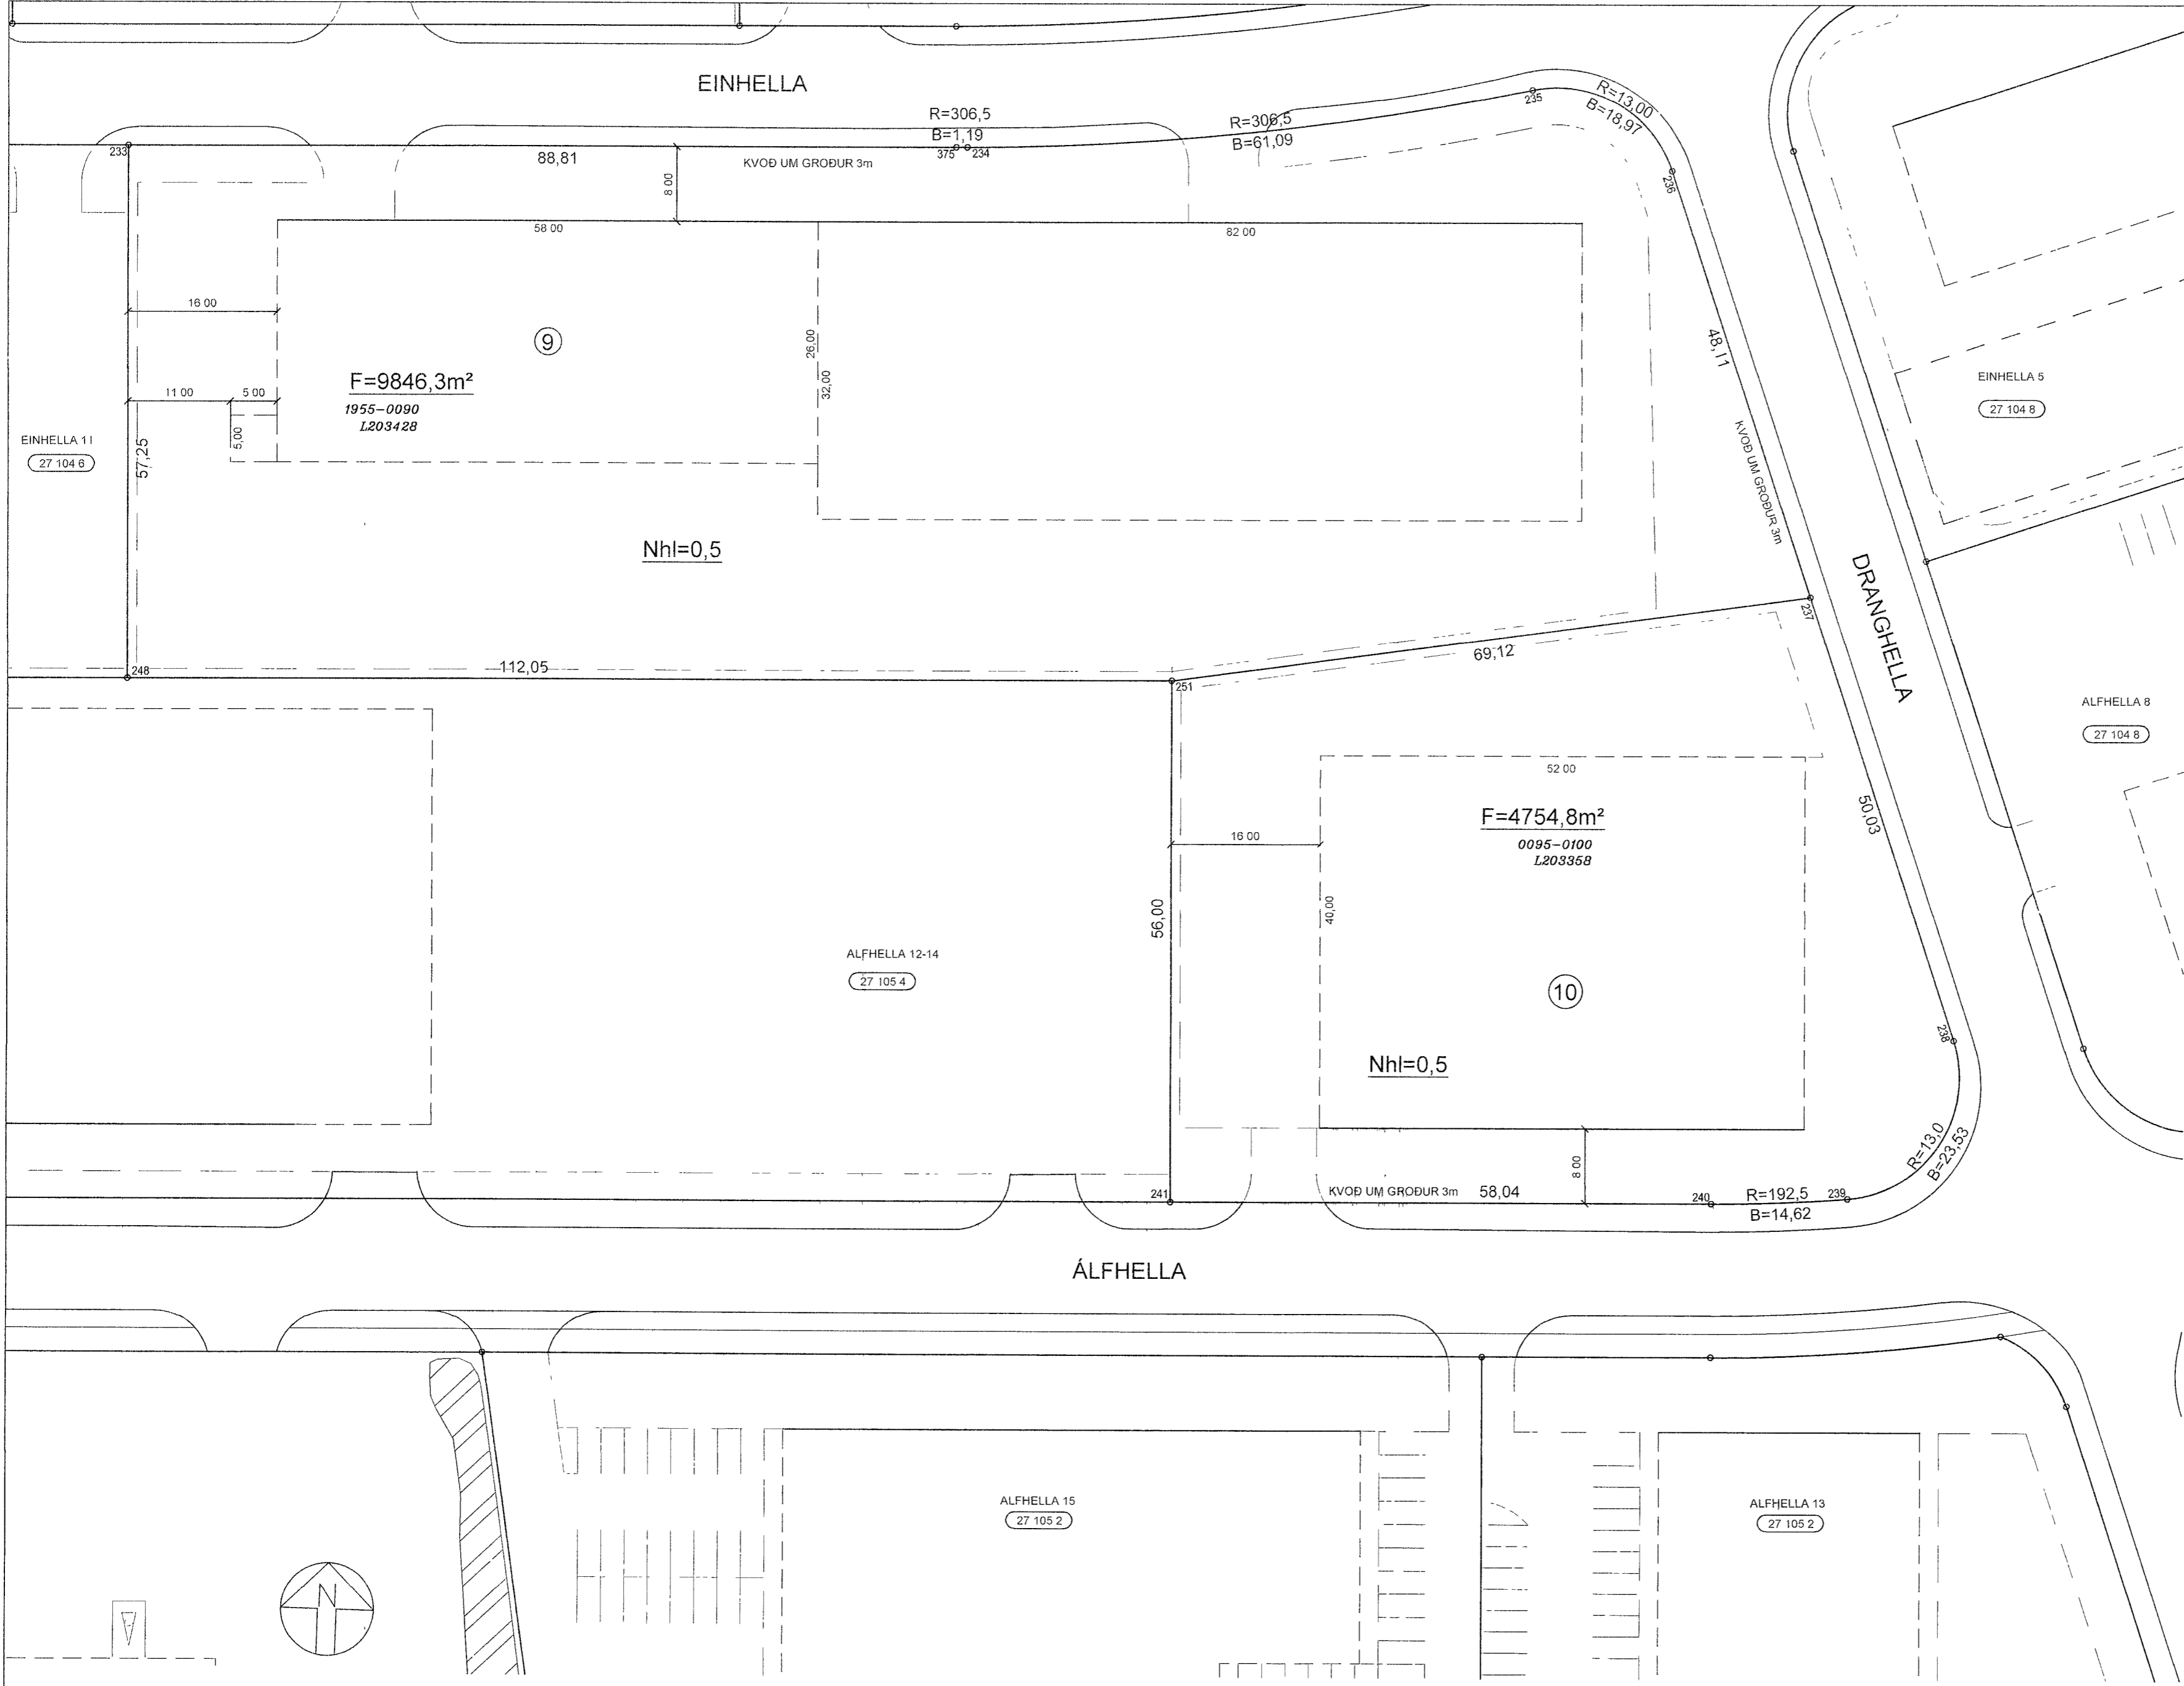 EINHELLA
R=306,5
B=1,19
R=306,5
B=61,09
235
R=13,00
B=18,97
236
233
88,81
375
234
KVOÐ UM GROÐUR 3m
8 00
58 00
82 00
16 00
9
26,00
32,00
48,11
F=9846,3m²
1955-0090
L203428
11 00
5 00
5,00
57,25
EINHELLA 11
27 104 6
EINHELLA 5
27 104 8
KVOÐ UM GROÐUR 3m
Nhl=0,5
DRANGHELLA
237
248
112,05
69,12
251
ALFHELLA 8
27 104 8
52 00
50,03
F=4754,8m²
0095-0100
L203358
16 00
40,00
56,00
ALFHELLA 12-14
27 105 4
10
238
Nhl=0,5
R=13,0
B=23,53
8 00
241
KVOÐ UM GROÐUR 3m
58,04
240
R=192,5
B=14,62
239
ÁLFHELLA
ALFHELLA 15
27 105 2
ALFHELLA 13
27 105 2
N